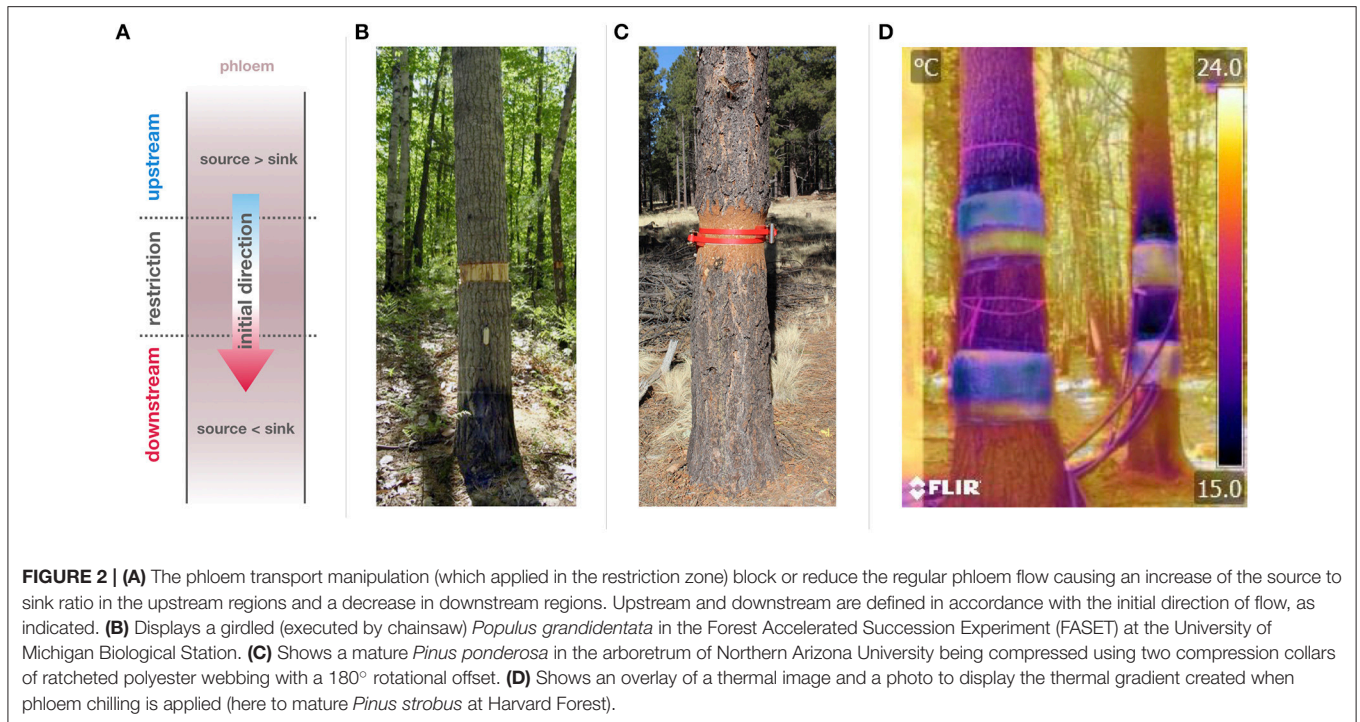 A
B
C
D
phloem
upstream
source > sink
restriction
initial direction
downstream
source < sink
ºC
24.0
FLIR
15.0
FIGURE 2 | (A) The phloem transport manipulation (which applied in the restriction zone) block or reduce the regular phloem flow causing an increase of the source to
sink ratio in the upstream regions and a decrease in downstream regions. Upstream and downstream are defined in accordance with the initial direction of flow, as
indicated. (B) Displays a girdled (executed by chainsaw) Populus grandidentata in the Forest Accelerated Succession Experiment (FASET) at the University of
Michigan Biological Station. (C) Shows a mature Pinus ponderosa in the arboretrum of Northern Arizona University being compressed using two compression collars
of ratcheted polyester webbing with a 180° rotational offset. (D) Shows an overlay of a thermal image and a photo to display the thermal gradient created when
phloem chilling is applied (here to mature Pinus strobus at Harvard Forest).